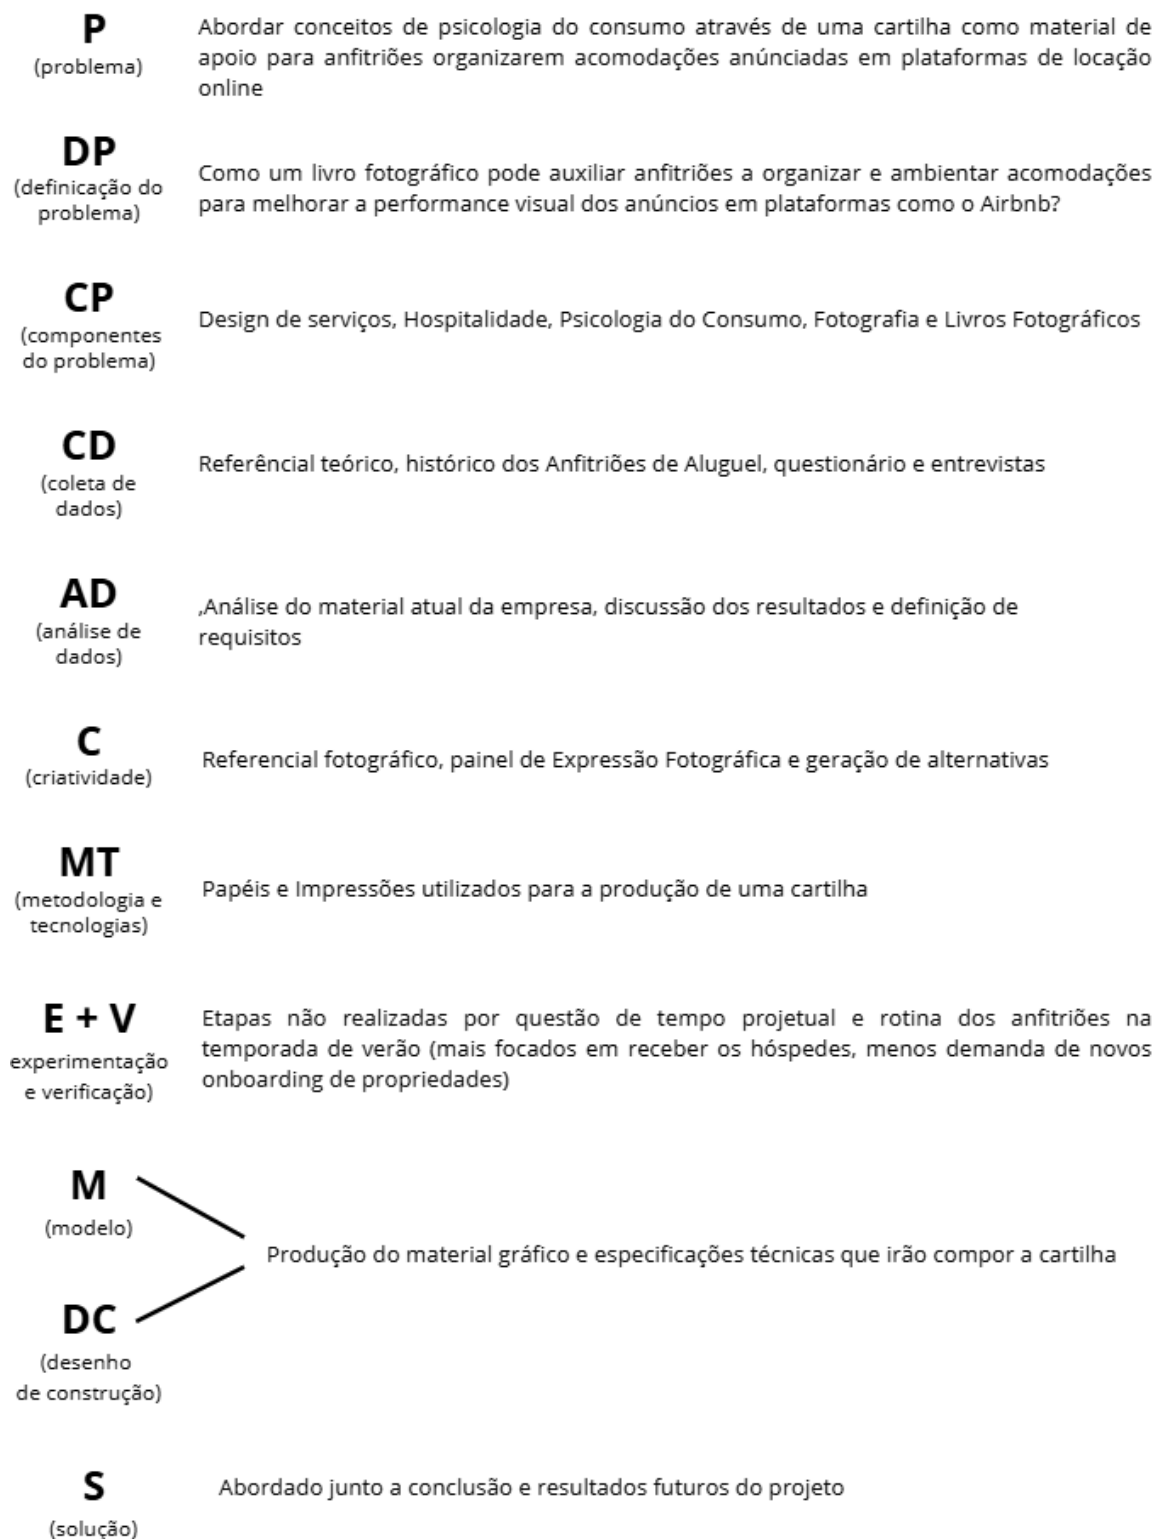 P
(problema)
Abordar conceitos de psicologia do consumo através de uma cartilha como material de
apoio para anfitriões organizarem acomodações anúnciadas em plataformas de locação
online
DP
(definicação do
problema)
Como um livro fotográfico pode auxiliar anfitriões a organizar e ambientar acomodações
para melhorar a performance visual dos anúncios em plataformas como o Airbnb?
CP
(componentes
do problema)
Design de serviços, Hospitalidade, Psicologia do Consumo, Fotografia e Livros Fotográficos
CD
(coleta de
dados)
Referêncial teórico, histórico dos Anfitriões de Aluguel, questionário e entrevistas
AD
(análise de
dados)
,Análise do material atual da empresa, discussão dos resultados e definição de
requisitos
C
(criatividade)
Referencial fotográfico, painel de Expressão Fotográfica e geração de alternativas
MT
(metodologia e
tecnologias)
Papéis e Impressões utilizados para a produção de uma cartilha
E + V
experimentação
e verificação)
Etapas não realizadas por questão de tempo projetual e rotina dos anfitriões na
temporada de verão (mais focados em receber os hóspedes, menos demanda de novos
onboarding de propriedades)
M
(modelo)
Produção do material gráfico e especificações técnicas que irão compor a cartilha
DC
(desenho
de construção)
S
(solução)
Abordado junto a conclusão e resultados futuros do projeto